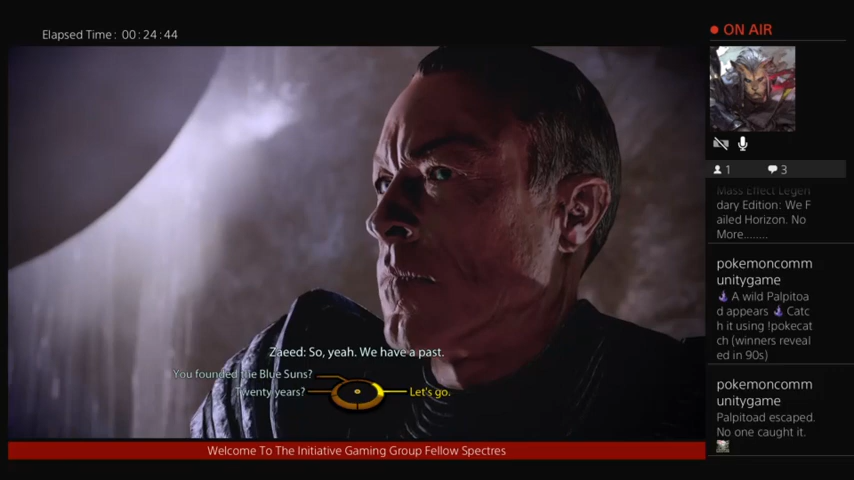 Elapsed Time: 00:24:44
ON AIR
1
3
Mass Effect Legen
dary Edition: We F
ailed Horizon. No
More........
pokemoncomm
unitygame
A wild Palpitoa
d appears Catc
h it using !pokecat
ch (winners reveal
ed in 90s)
pokemoncomm
unitygame
Palpitoad escaped.
No one caught it.
Zaeed: So, yeah. We have a past.
You founded the Blue Suns?
Twenty years?
Let's go.
Welcome To The Initiative Gaming Group Fellow Spectres